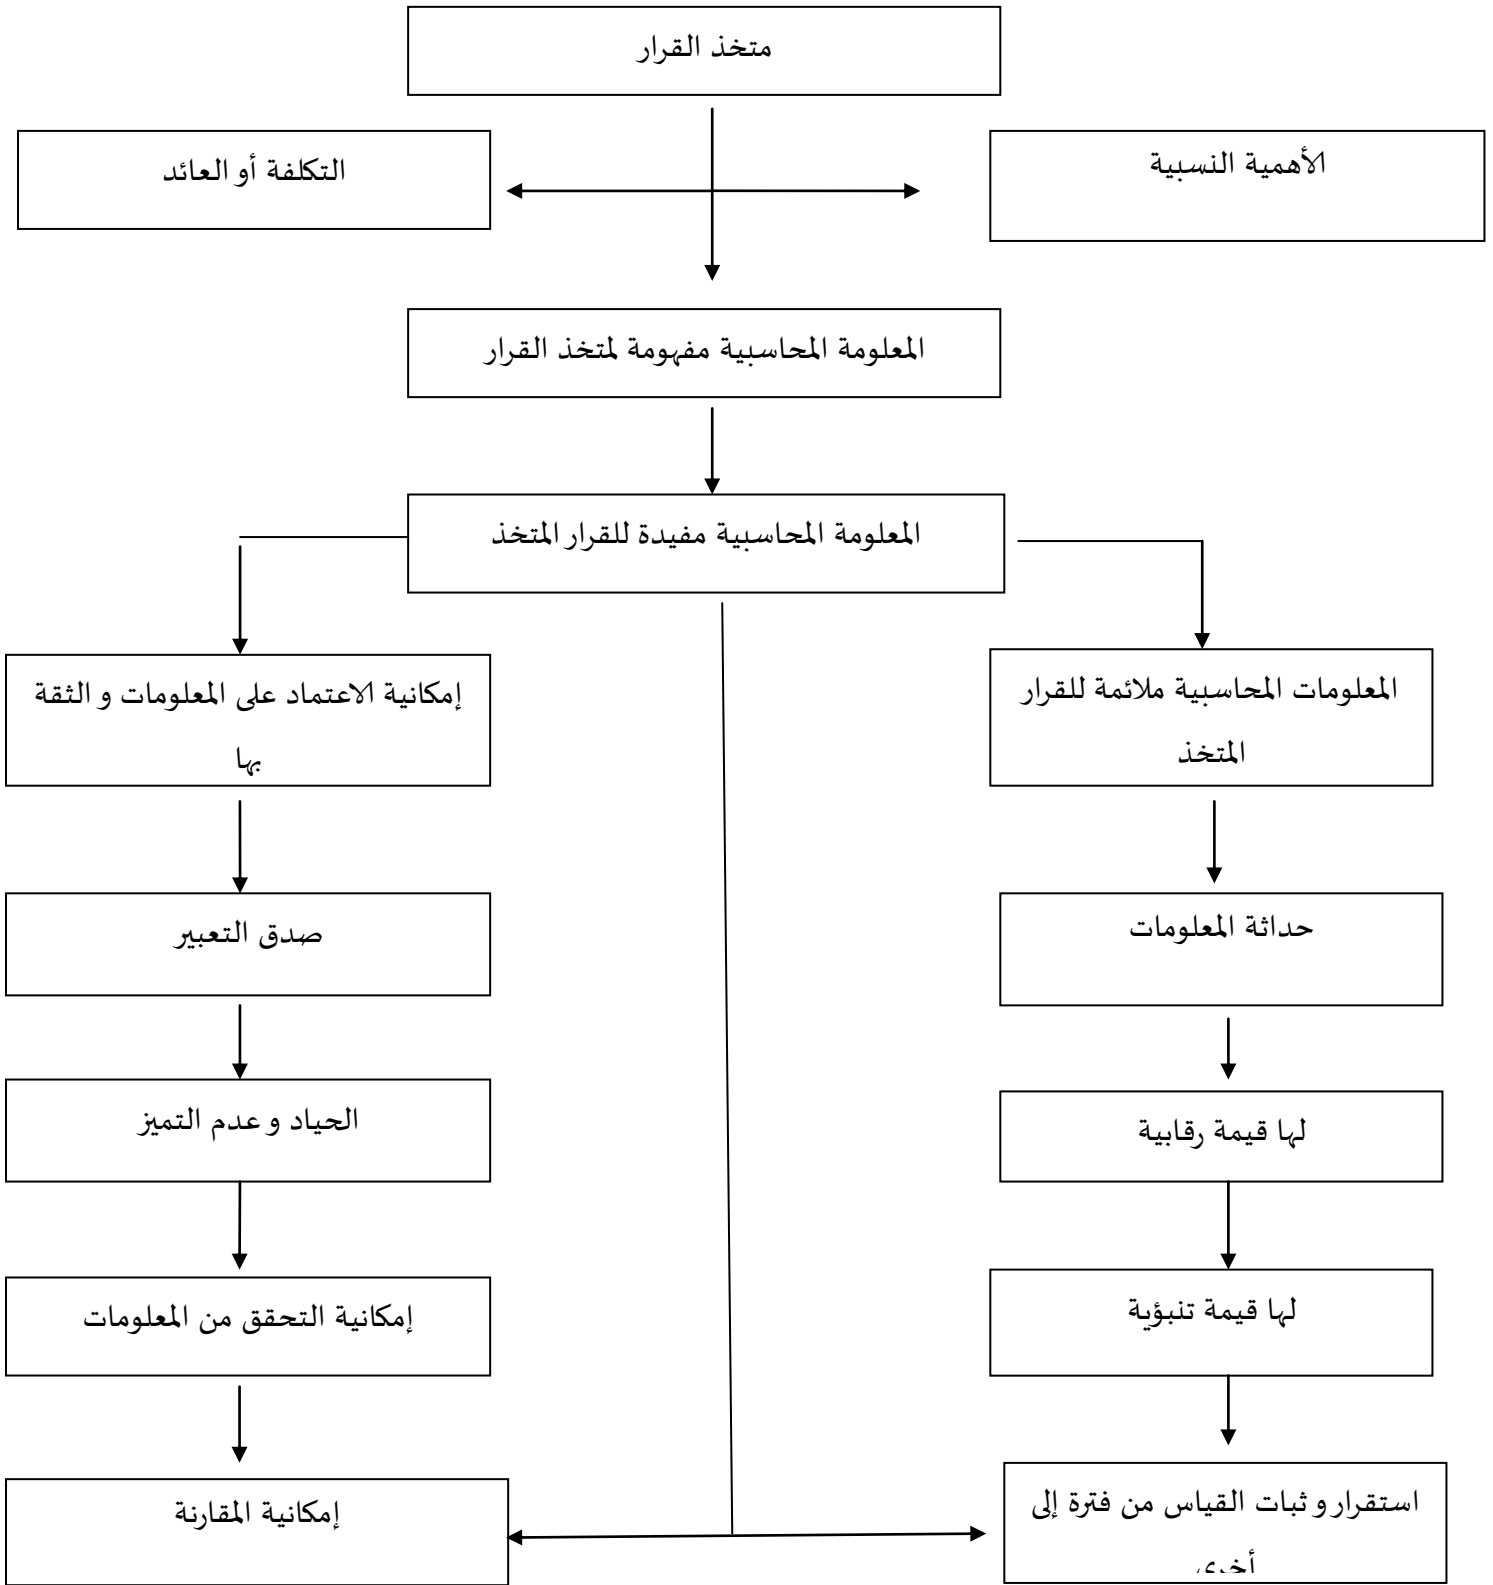 متخذ القرار
الأهمية النسبية
التكلفة أو العائد
المعلومة المحاسبية مفهومة لمتخذ القرار
المعلومة المحاسبية مفيدة للقرار المتخذ
المعلومات المحاسبية ملائمة للقرار
المتخذ
إمكانية الاعتماد على المعلومات و الثقة
بها
حداثة المعلومات
صدق التعبير
لها قيمة رقابية
الحياد و عدم التميز
لها قيمة تنبؤية
إمكانية التحقق من المعلومات
استقرار و ثبات القياس من فترة إلى
أخرى
إمكانية المقارنة